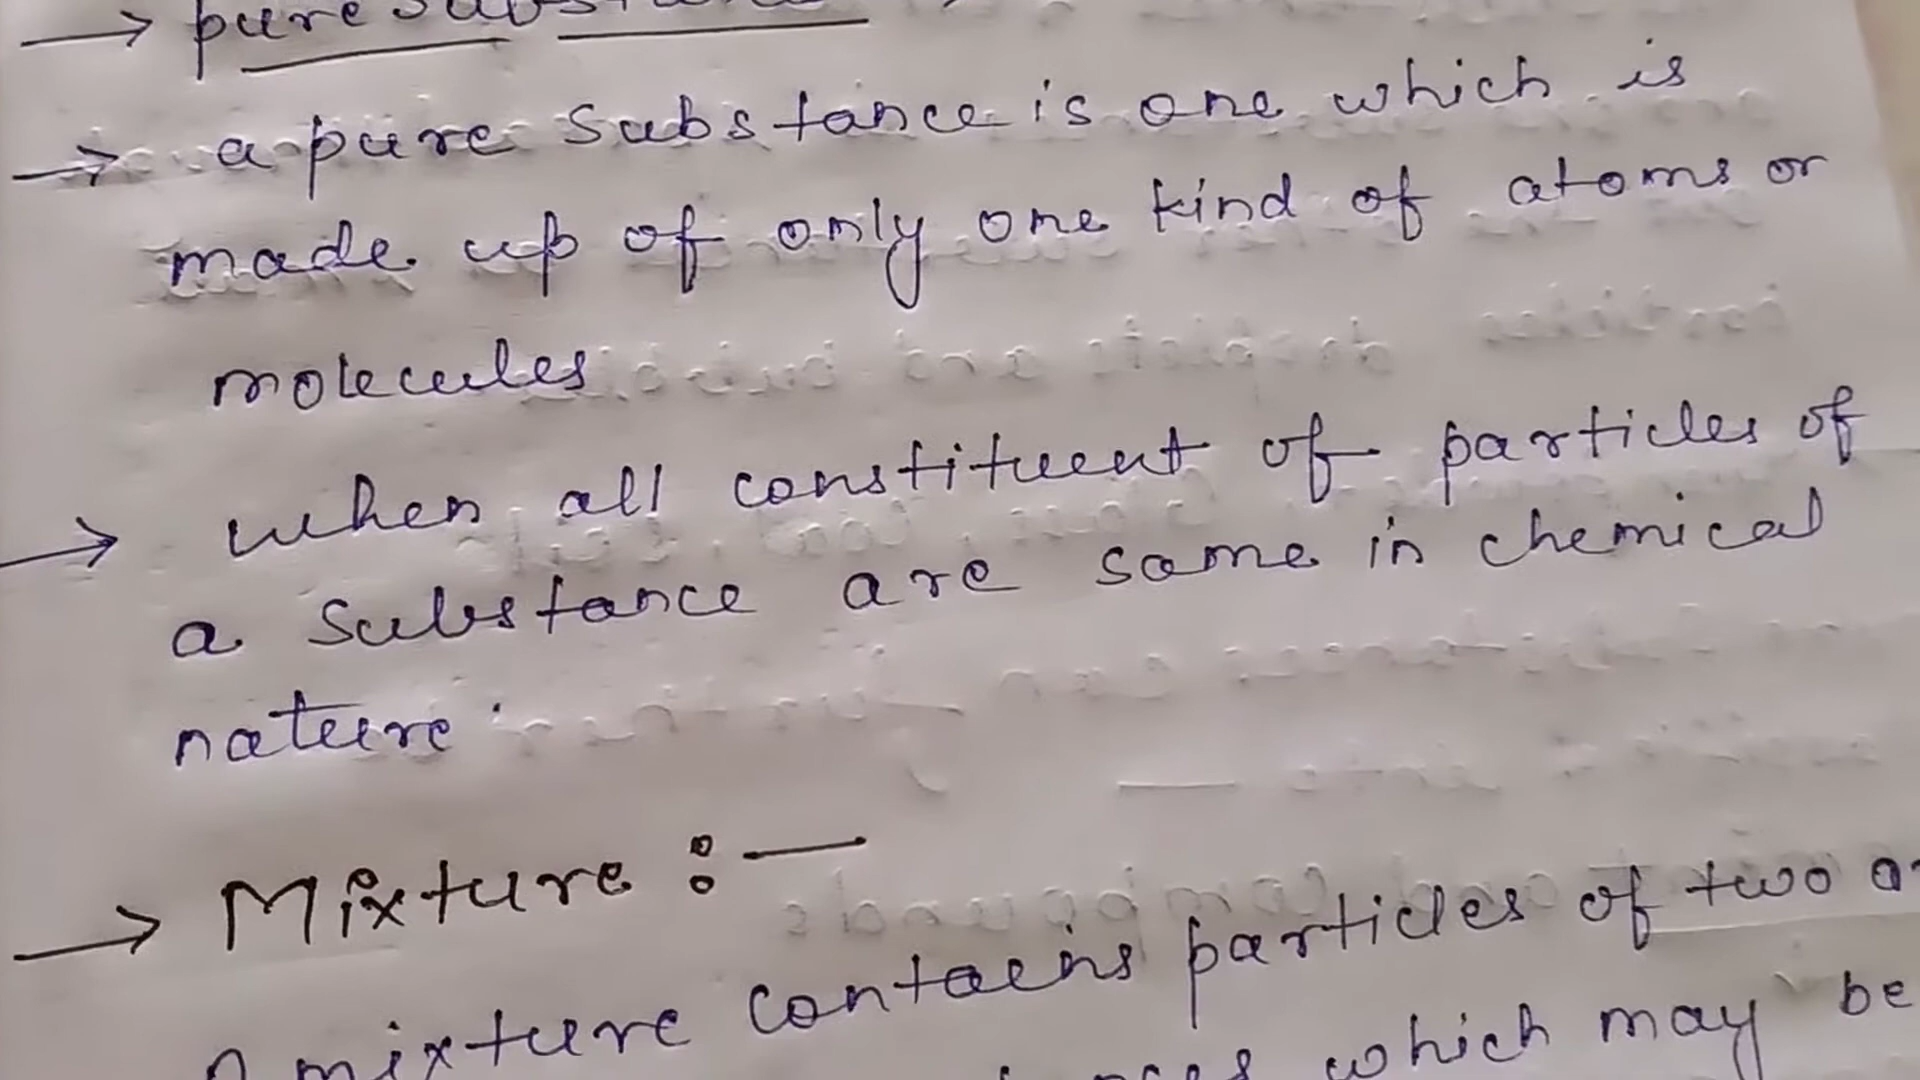 → pure substance
→ a pure substance is one which is
made up of only one kind of atoms or
molecules
→ when all constituent of particles of
a substance are same in chemical
nature.
→ Mixture :—
A mixture contains particles of two
which may be